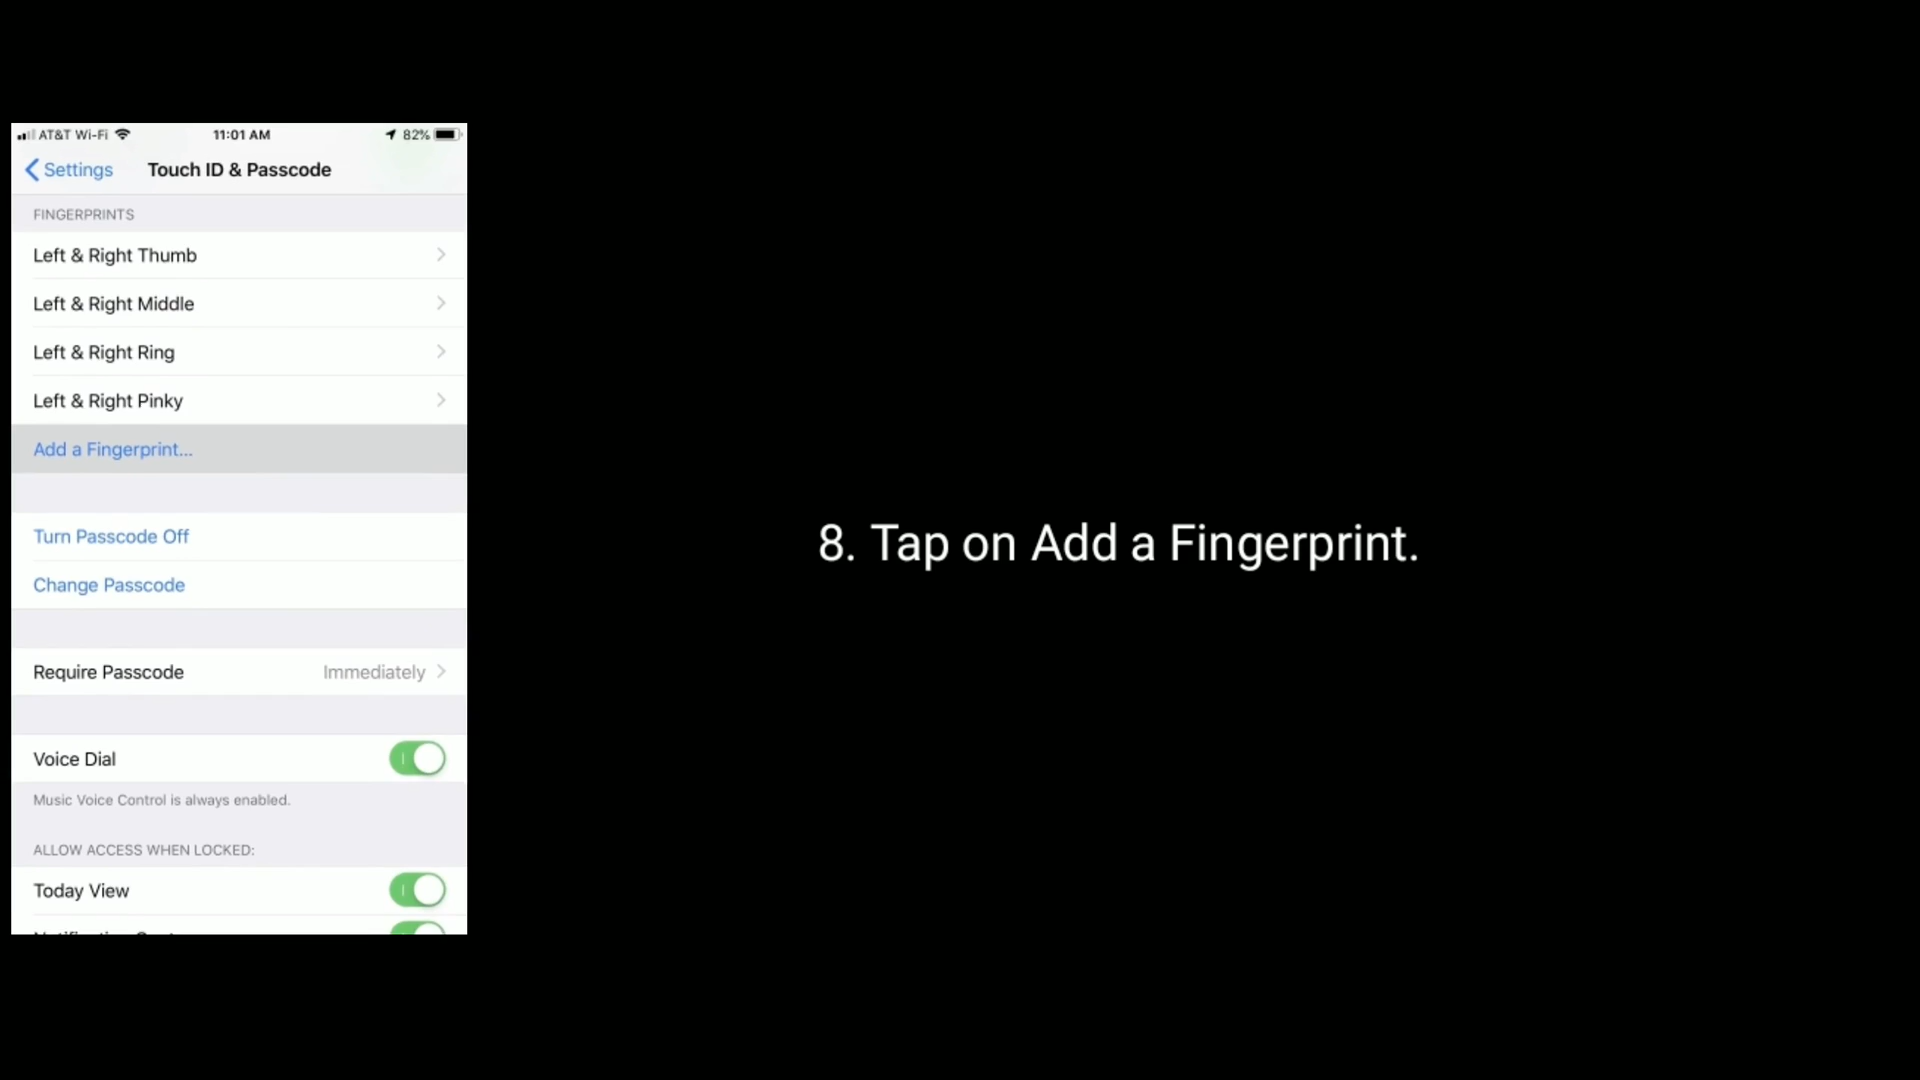 AT&T Wi-Fi 11:01 AM 82%
Settings Touch ID & Passcode
FINGERPRINTS
Left & Right Thumb
Left & Right Middle
Left & Right Ring
Left & Right Pinky
Add a Fingerprint...
Turn Passcode Off
Change Passcode
Require Passcode Immediately
Voice Dial
Music Voice Control is always enabled.
ALLOW ACCESS WHEN LOCKED:
Today View
8. Tap on Add a Fingerprint.